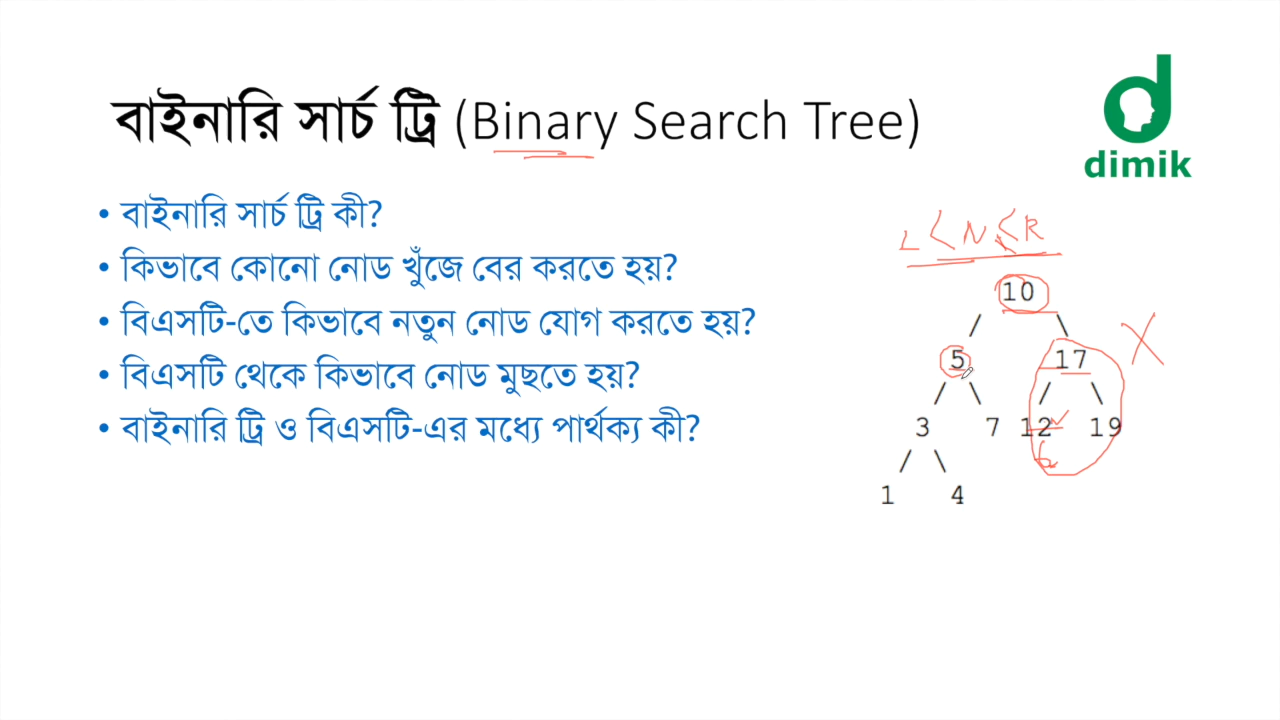 বাইনারি সার্চ ট্রি (Binary Search Tree)
dimik
• বাইনারি সার্চ ট্রি কী?
• কিভাবে কোনো নোড খুঁজে বের করতে হয়?
• বিএসটি-তে কিভাবে নতুন নোড যোগ করতে হয়?
• বিএসটি থেকে কিভাবে নোড মুছতে হয়?
• বাইনারি ট্রি ও বিএসটি-এর মধ্যে পার্থক্য কী?
L < N < R
10
5 17
3 7 12 19
1 4